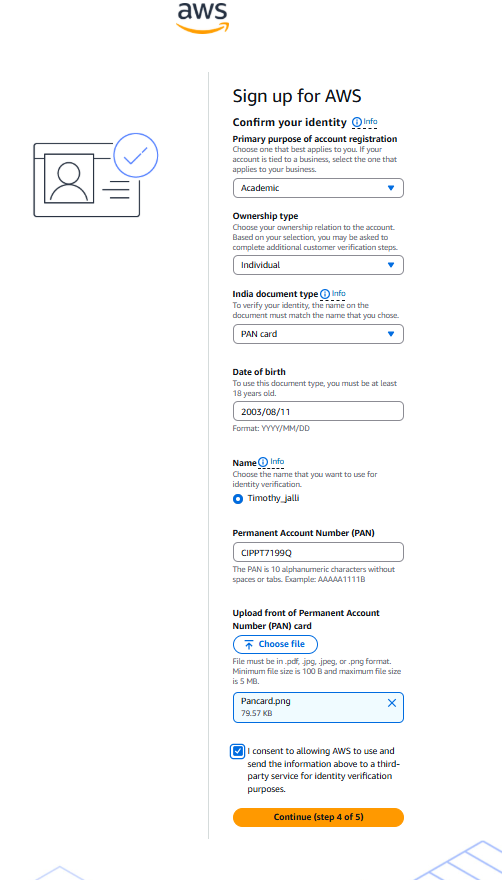 aws
Sign up for AWS
Confirm your identity Info
Primary purpose of account registration
Choose one that best applies to you. If your
account is tied to a business, select the one that
applies to your business.
Academic
Ownership type
Choose your ownership relation to the account.
Based on your selection, you may be asked to
complete additional customer verification steps.
Individual
India document type Info
To verify your identity, the name on the
document must match the name that you chose.
PAN card
Date of birth
To use this document type, you must be at least
18 years old.
2003/08/11
Format: YYYY/MM/DD
Name Info
Choose the name that you want to use for
identity verification.
Timothy_jalli
Permanent Account Number (PAN)
CIPPT7199Q
The PAN is 10 alphanumeric characters without
spaces or tabs. Example: AAAAA1111B
Upload front of Permanent Account
Number (PAN) card
Choose file
File must be in .pdf, .jpg, .jpeg, or .png format.
Minimum file size is 100 B and maximum file size
is 5 MB.
Pancard.png
79.57 KB
I consent to allowing AWS to use and
send the information above to a third-
party service for identity verification
purposes.
Continue (step 4 of 5)